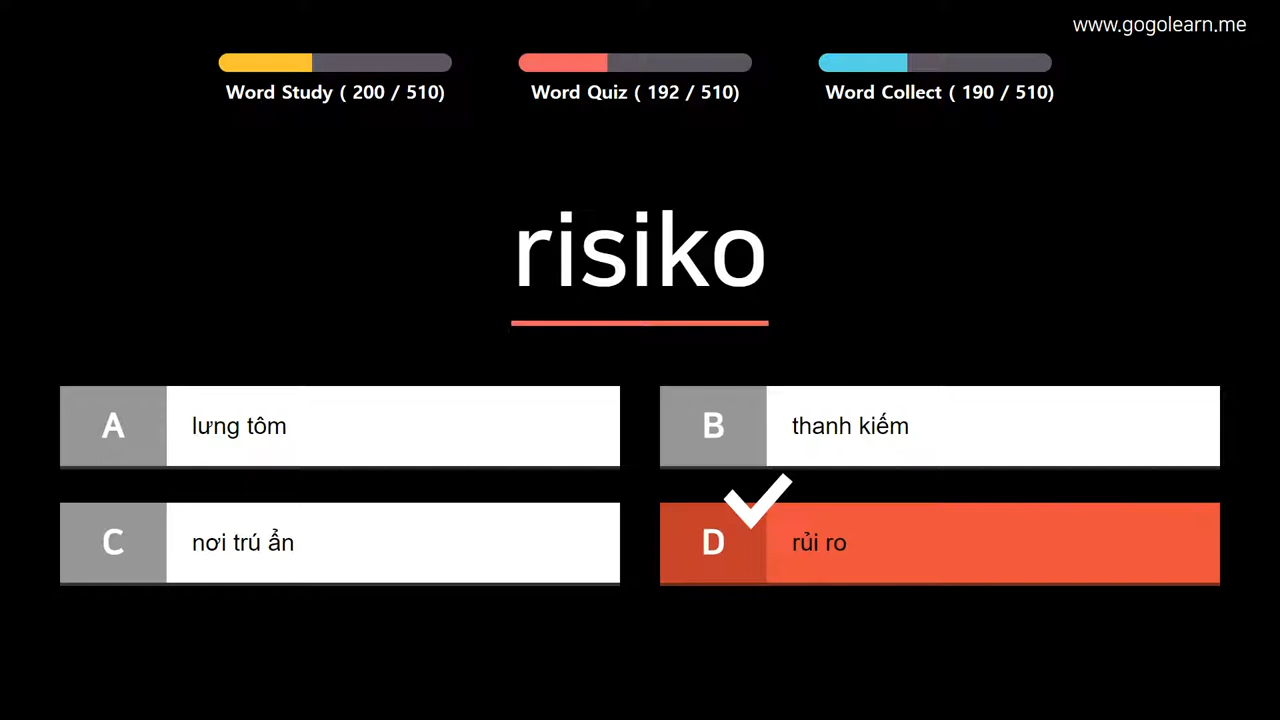 www.gogolearn.me
Word Study ( 200 / 510)
Word Quiz ( 192 / 510)
Word Collect ( 190 / 510)
risiko
A lưng tôm
B thanh kiếm
C nơi trú ẩn
D rủi ro